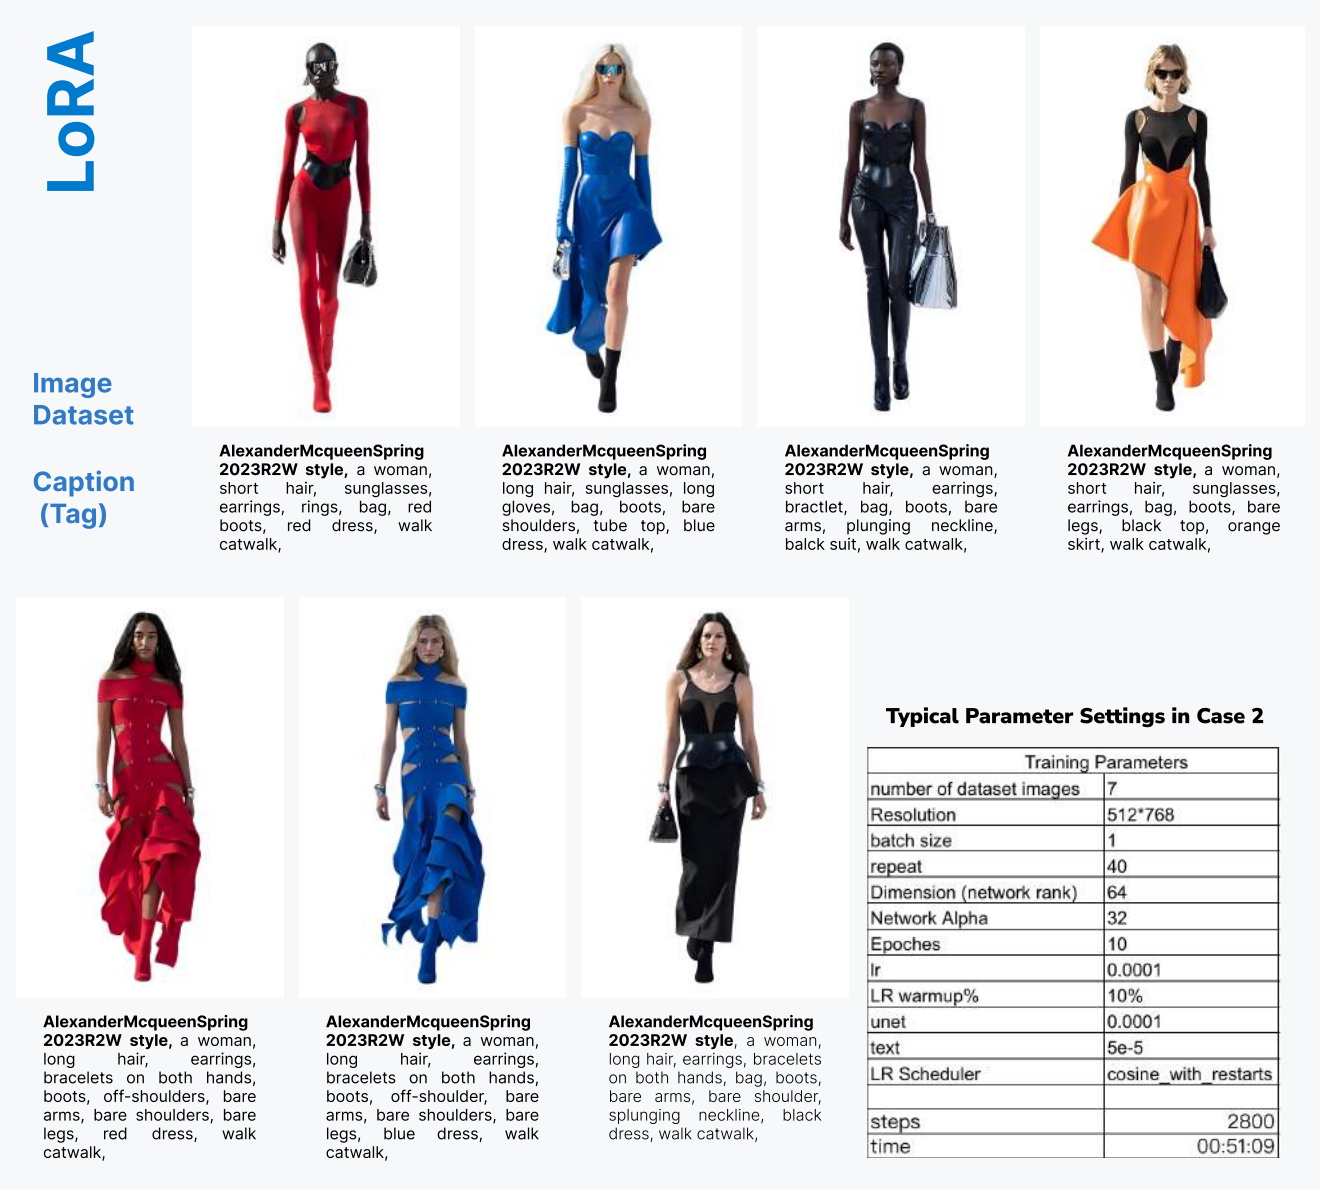 LoRA
Image
Dataset
Caption
(Tag)
AlexanderMcqueenSpring
2023R2W style, a woman,
short hair, sunglasses,
earrings, rings, bag, red
boots, red dress, walk
catwalk,
AlexanderMcqueenSpring
2023R2W style, a woman,
long hair, sunglasses, long
gloves, bag, boots, bare
shoulders, tube top, blue
dress, walk catwalk,
AlexanderMcqueenSpring
2023R2W style, a woman,
short hair, earrings,
bractlet, bag, boots, bare
arms, plunging neckline,
balck suit, walk catwalk,
AlexanderMcqueenSpring
2023R2W style, a woman,
short hair, sunglasses,
earrings, bag, boots, bare
legs, black top, orange
skirt, walk catwalk,
AlexanderMcqueenSpring
2023R2W style, a woman,
long hair, earrings,
bracelets on both hands,
boots, off-shoulders, bare
arms, bare shoulders, bare
legs, red dress, walk
catwalk,
AlexanderMcqueenSpring
2023R2W style, a woman,
long hair, earrings,
bracelets on both hands,
boots, off-shoulder, bare
arms, bare shoulders, bare
legs, blue dress, walk
catwalk,
AlexanderMcqueenSpring
2023R2W style, a woman,
long hair, earrings, bracelets
on both hands, bag, boots,
bare arms, bare shoulder,
splunging neckline, black
dress, walk catwalk,
Typical Parameter Settings in Case 2
Training Parameters
number of dataset images 7
Resolution 512*768
batch size 1
repeat 40
Dimension (network rank) 64
Network Alpha 32
Epoches 10
lr 0.0001
LR warmup% 10%
unet 0.0001
text 5e-5
LR Scheduler cosine_with_restarts
steps 2800
time 00:51:09